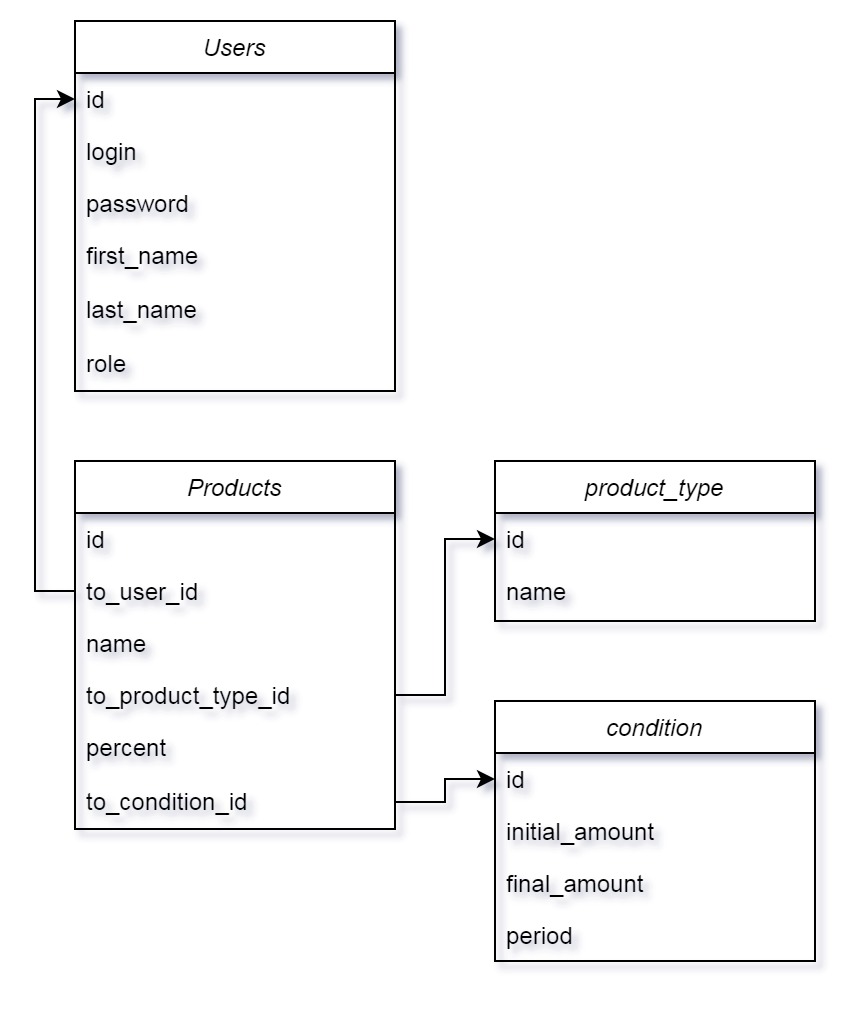 Users
id
login
password
first_name
last_name
role
Products
id
to_user_id
name
to_product_type_id
percent
to_condition_id
product_type
id
name
condition
id
initial_amount
final_amount
period